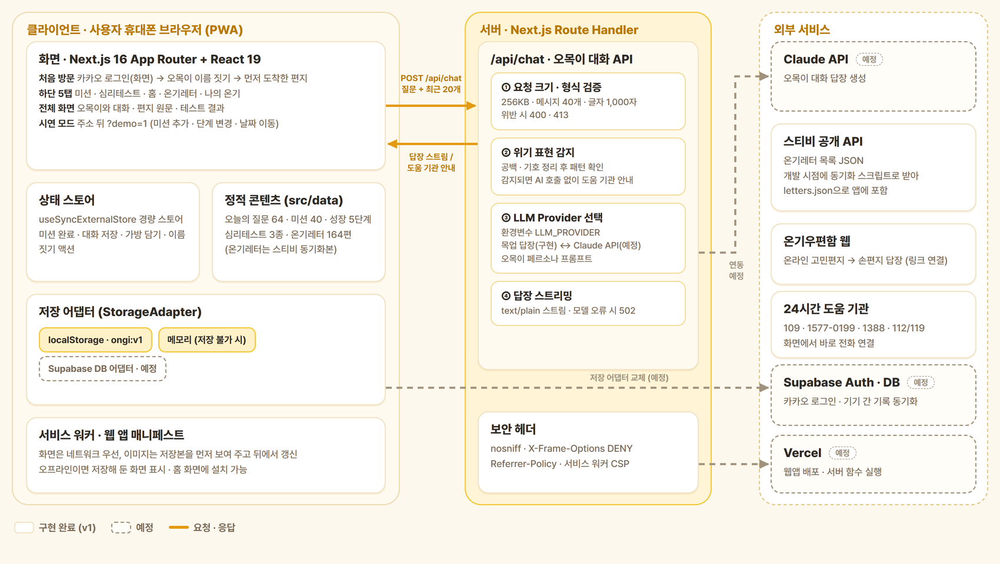 클라이언트 · 사용자 휴대폰 브라우저 (PWA)
화면 · Next.js 16 App Router + React 19
처음 방문 카카오 로그인(화면) → 오목이 이름 짓기 → 먼저 도착한 편지
하단 5탭 미션 · 심리테스트 · 홈 · 온기레터 · 나의 온기
전체 화면 오목이와 대화 · 편지 원문 · 테스트 결과
시연 모드 주소 뒤 ?demo=1 (미션 추가 · 단계 변경 · 날짜 이동)
상태 스토어
useSyncExternalStore 경량 스토어
미션 완료 · 대화 저장 · 가방 담기 · 이름
짓기 액션
정적 콘텐츠 (src/data)
오늘의 질문 64 · 미션 40 · 성장 5단계
심리테스트 3종 · 온기레터 164편
(온기레터는 스티비 동기화본)
저장 어댑터 (StorageAdapter)
localStorage · ongi:v1
메모리 (저장 불가 시)
Supabase DB 어댑터 · 예정
서비스 워커 · 웹 앱 매니페스트
화면은 네트워크 우선, 이미지는 저장본을 먼저 보여 주고 뒤에서 갱신
오프라인이면 저장해 둔 화면 표시 · 홈 화면에 설치 가능
POST /api/chat
질문 + 최근 20개
답장 스트림 /
도움 기관 안내
서버 · Next.js Route Handler
/api/chat · 오목이 대화 API
① 요청 크기 · 형식 검증
256KB · 메시지 40개 · 글자 1,000자
위반 시 400 · 413
② 위기 표현 감지
공백 · 기호 정리 후 패턴 확인
감지되면 AI 호출 없이 도움 기관 안내
③ LLM Provider 선택
환경변수 LLM_PROVIDER
목업 답장(구현) ↔ Claude API(예정)
오목이 페르소나 프롬프트
④ 답장 스트리밍
text/plain 스트림 · 모델 오류 시 502
저장 어댑터 교체 (예정)
보안 헤더
nosniff · X-Frame-Options DENY
Referrer-Policy · 서비스 워커 CSP
연동
예정
외부 서비스
Claude API 예정
오목이 대화 답장 생성
스티비 공개 API
온기레터 목록 JSON
개발 시점에 동기화 스크립트로 받아
letters.json으로 앱에 포함
온기우편함 웹
온라인 고민편지 → 손편지 답장 (링크 연결)
24시간 도움 기관
109 · 1577-0199 · 1388 · 112/119
화면에서 바로 전화 연결
Supabase Auth · DB 예정
카카오 로그인 · 기기 간 기록 동기화
Vercel 예정
웹앱 배포 · 서버 함수 실행
구현 완료 (v1)
예정
요청 · 응답